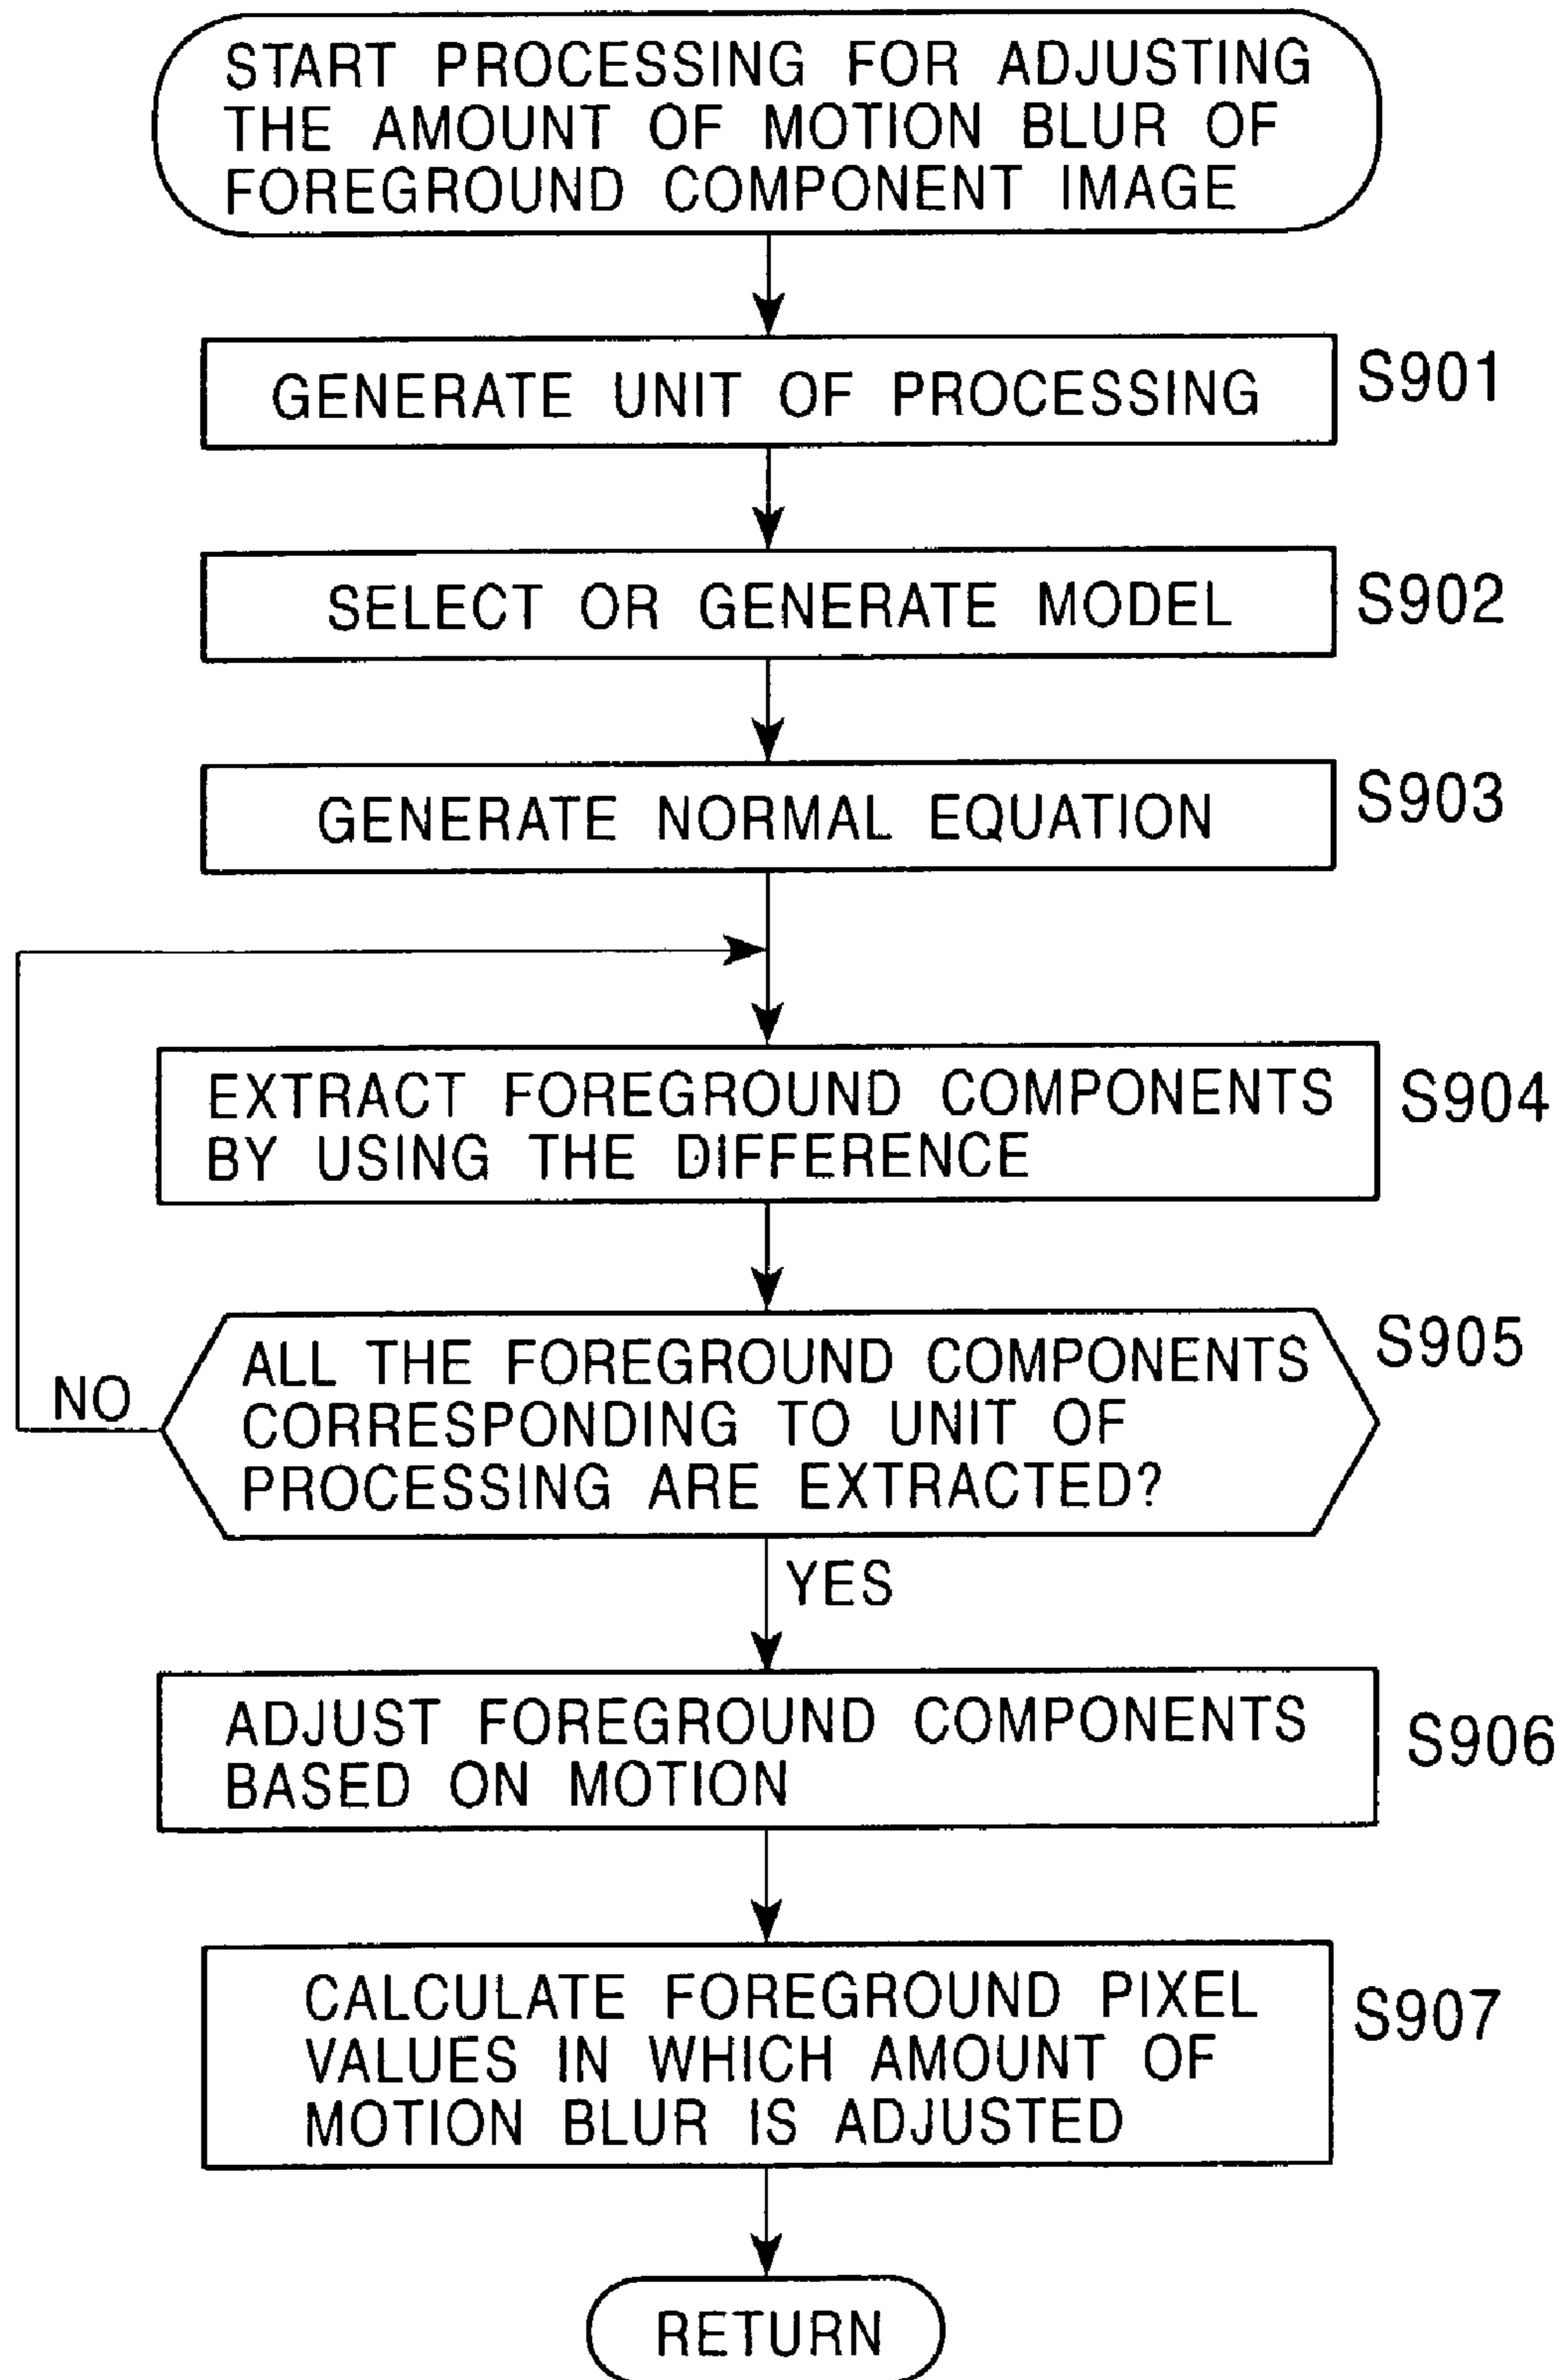 START PROCESSING FOR ADJUSTING
THE AMOUNT OF MOTION BLUR OF
FOREGROUND COMPONENT IMAGE
GENERATE UNIT OF PROCESSING
S901
SELECT OR GENERATE MODEL
S902
GENERATE NORMAL EQUATION
S903
EXTRACT FOREGROUND COMPONENTS
BY USING THE DIFFERENCE
S904
ALL THE FOREGROUND COMPONENTS
CORRESPONDING TO UNIT OF
PROCESSING ARE EXTRACTED?
S905
NO
YES
ADJUST FOREGROUND COMPONENTS
BASED ON MOTION
S906
CALCULATE FOREGROUND PIXEL
VALUES IN WHICH AMOUNT OF
MOTION BLUR IS ADJUSTED
S907
RETURN